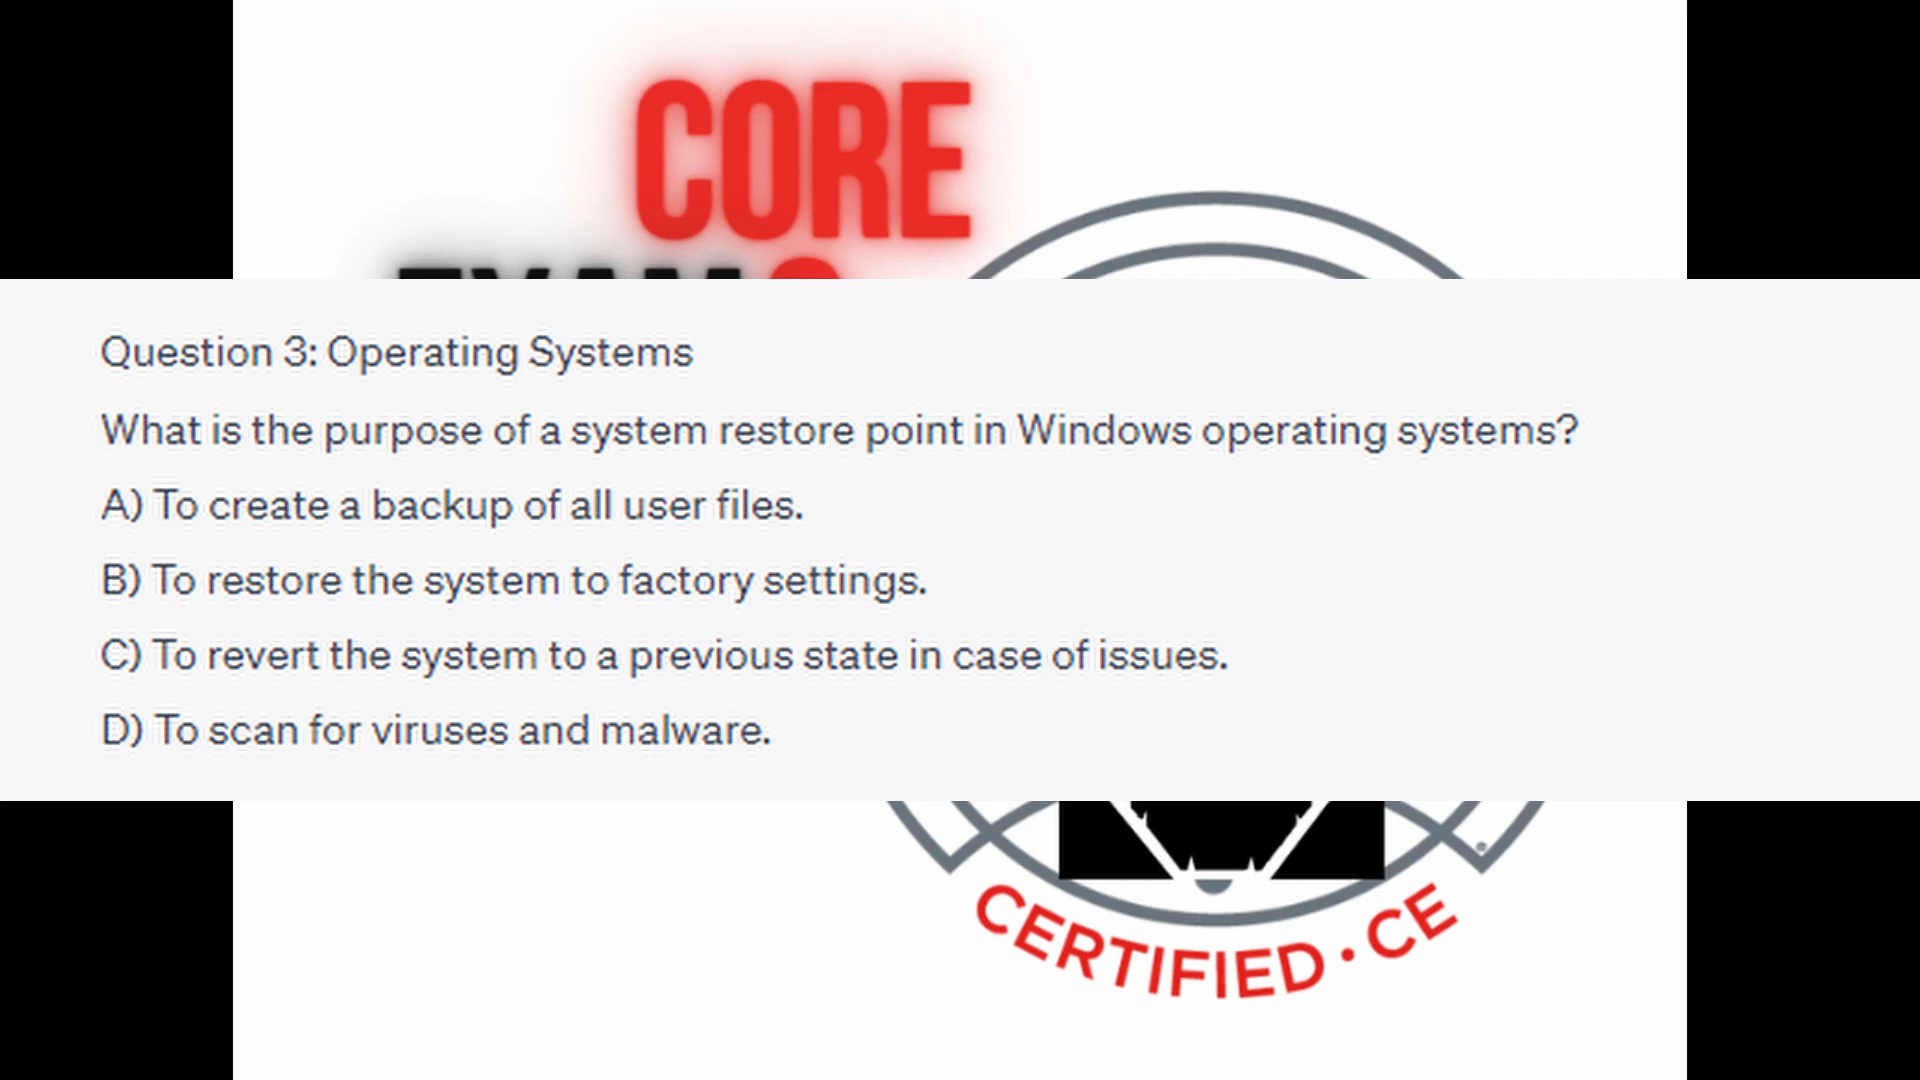 CORE
Question 3: Operating Systems
What is the purpose of a system restore point in Windows operating systems?
A) To create a backup of all user files.
B) To restore the system to factory settings.
C) To revert the system to a previous state in case of issues.
D) To scan for viruses and malware.
CERTIFIED • CE